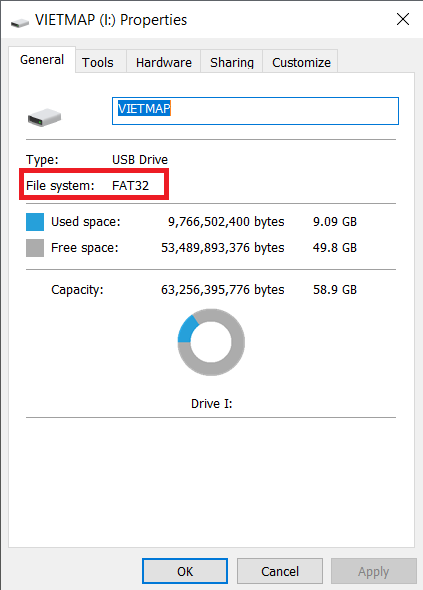 VIETMAP (I:) Properties
General Tools Hardware Sharing Customize
VIETMAP
Type: USB Drive
File system: FAT32
Used space: 9,766,502,400 bytes 9.09 GB
Free space: 53,489,893,376 bytes 49.8 GB
Capacity: 63,256,395,776 bytes 58.9 GB
Drive I:
OK Cancel Apply